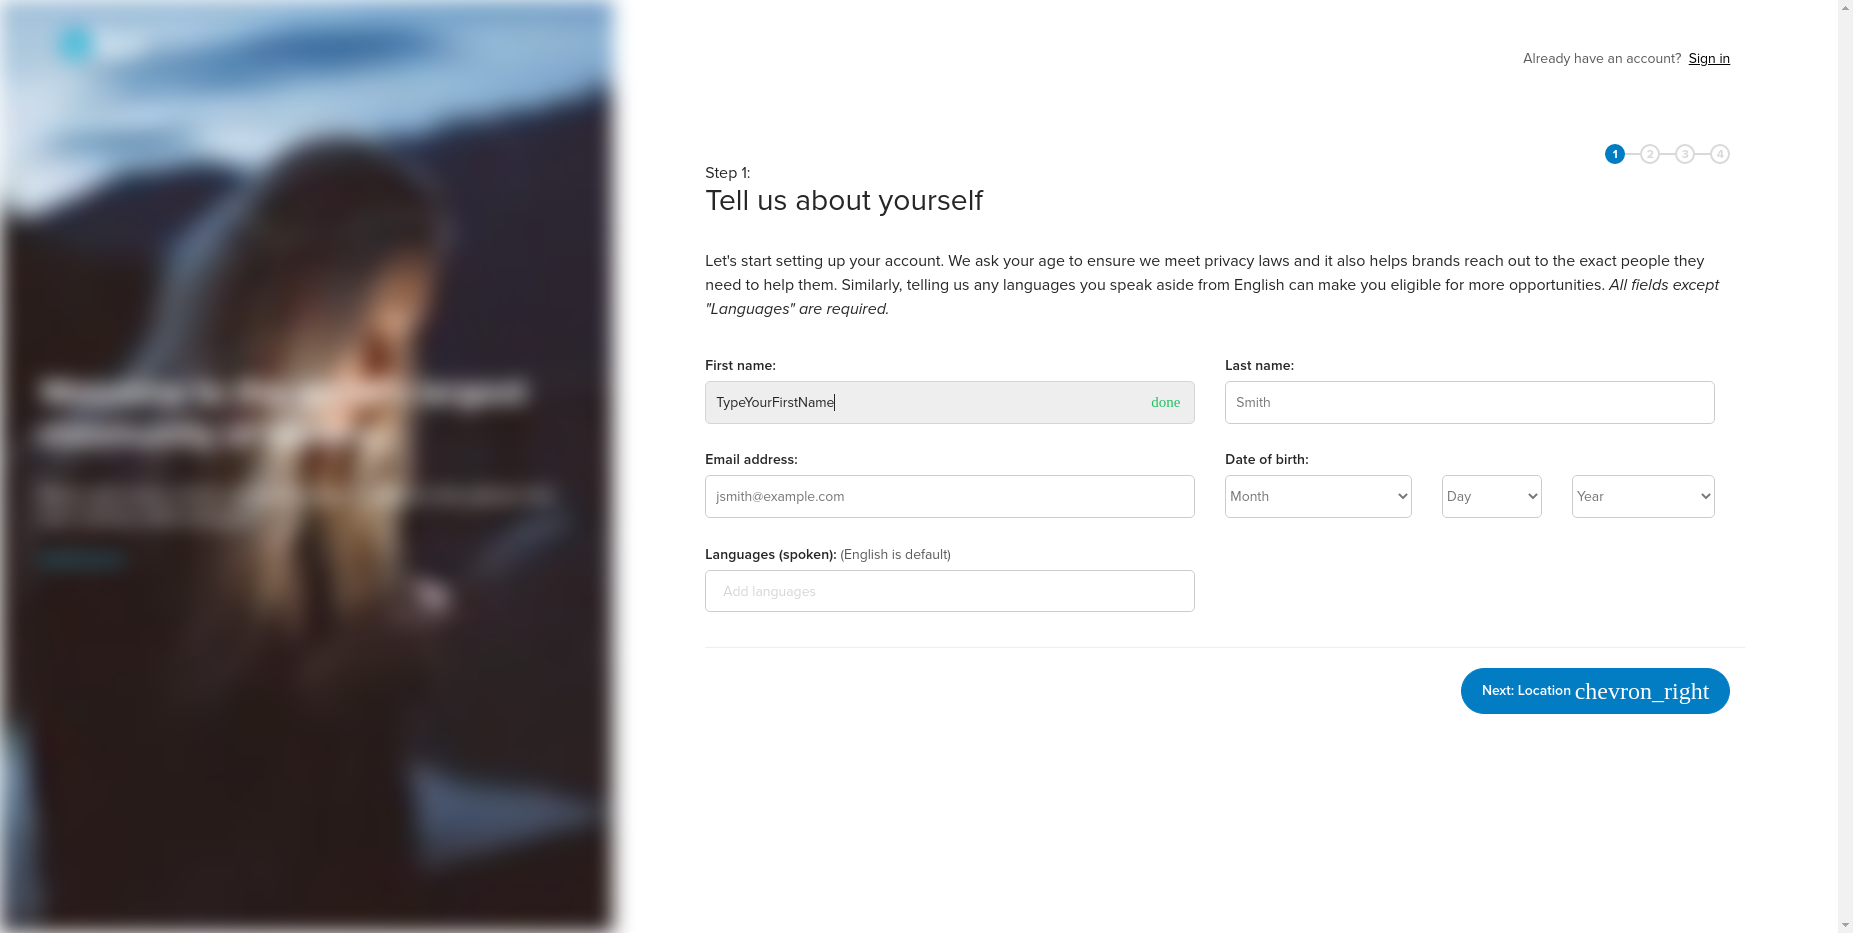 Already have an account? Sign in
1 2 3 4
Step 1:
Tell us about yourself
Let's start setting up your account. We ask your age to ensure we meet privacy laws and it also helps brands reach out to the exact people they
need to help them. Similarly, telling us any languages you speak aside from English can make you eligible for more opportunities. All fields except
"Languages" are required.
First name:
Last name:
TypeYourFirstName done
Smith
Email address:
Date of birth:
jsmith@example.com
Month Day Year
Languages (spoken): (English is default)
Add languages
Next: Location chevron_right